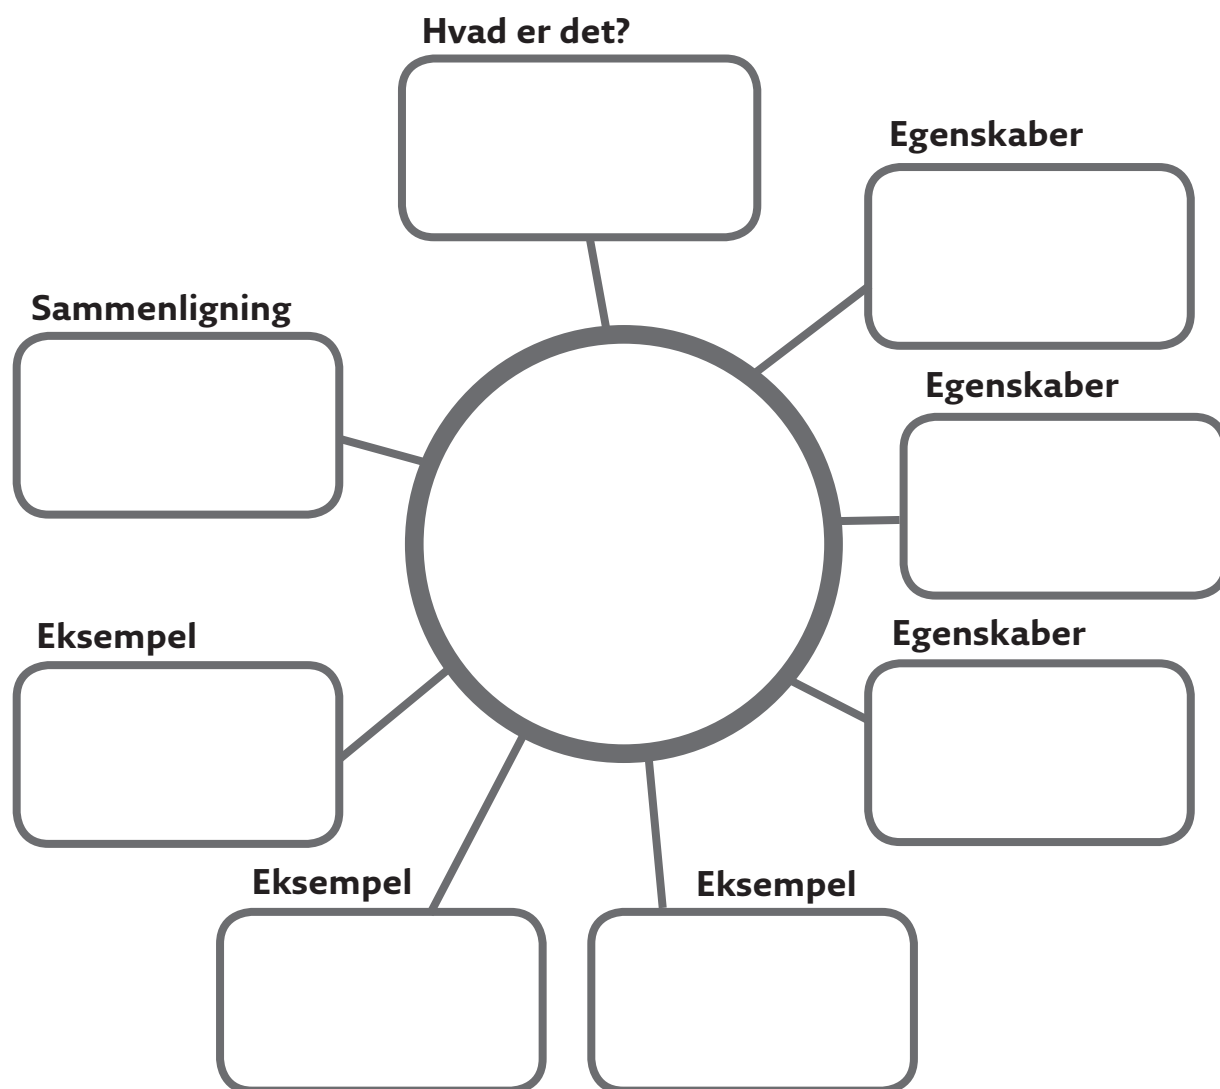 Hvad er det?
Egenskaber
Sammenligning
Egenskaber
Eksempel
Egenskaber
Eksempel
Eksempel